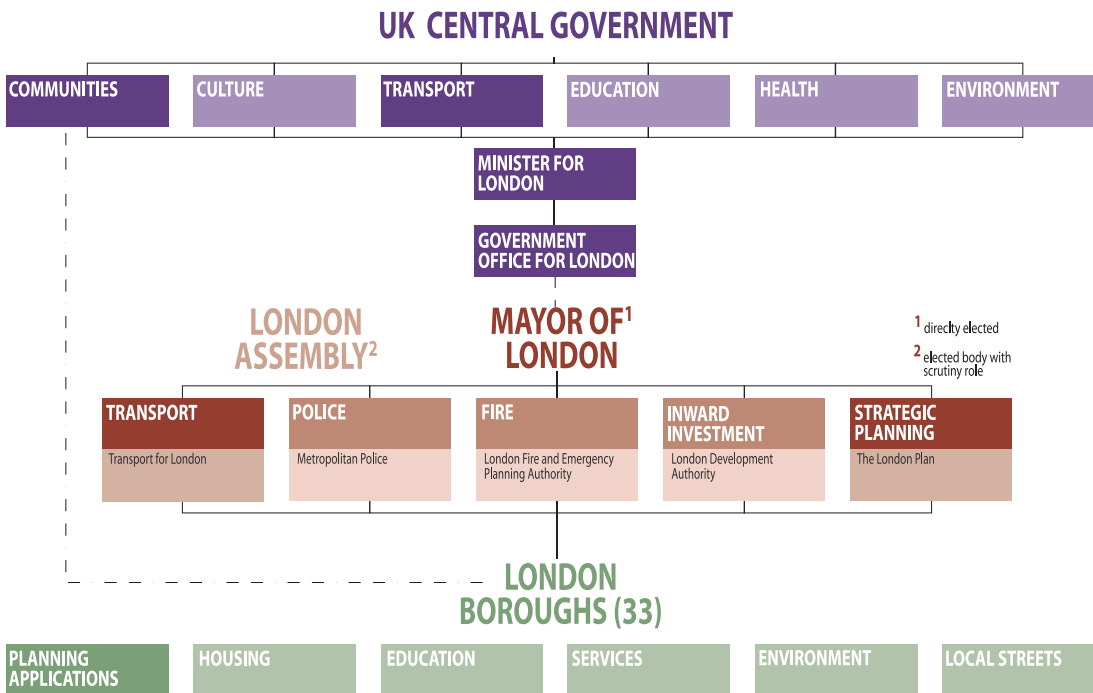 UK CENTRAL GOVERNMENT
COMMUNITIES
CULTURE
TRANSPORT
EDUCATION
HEALTH
ENVIRONMENT
MINISTER FOR
LONDON
GOVERNMENT
OFFICE FOR LONDON
LONDON
ASSEMBLY²
MAYOR OF¹
LONDON
¹ direclty elected
² elected body with
scrutiny role
TRANSPORT
Transport for London
POLICE
Metropolitan Police
FIRE
London Fire and Emergency
Planning Authority
INWARD
INVESTMENT
London Development
Authority
STRATEGIC
PLANNING
The London Plan
LONDON
BOROUGHS (33)
PLANNING
APPLICATIONS
HOUSING
EDUCATION
SERVICES
ENVIRONMENT
LOCAL STREETS